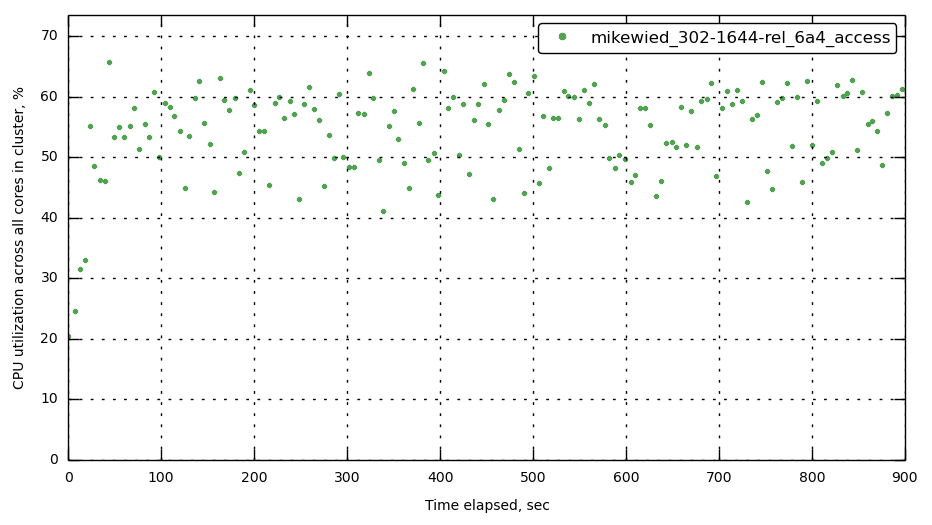 70
60
50
40
30
20
10
0
CPU utilization across all cores in cluster, %
mikewied_302-1644-rel_6a4_access
0 100 200 300 400 500 600 700 800 900
Time elapsed, sec